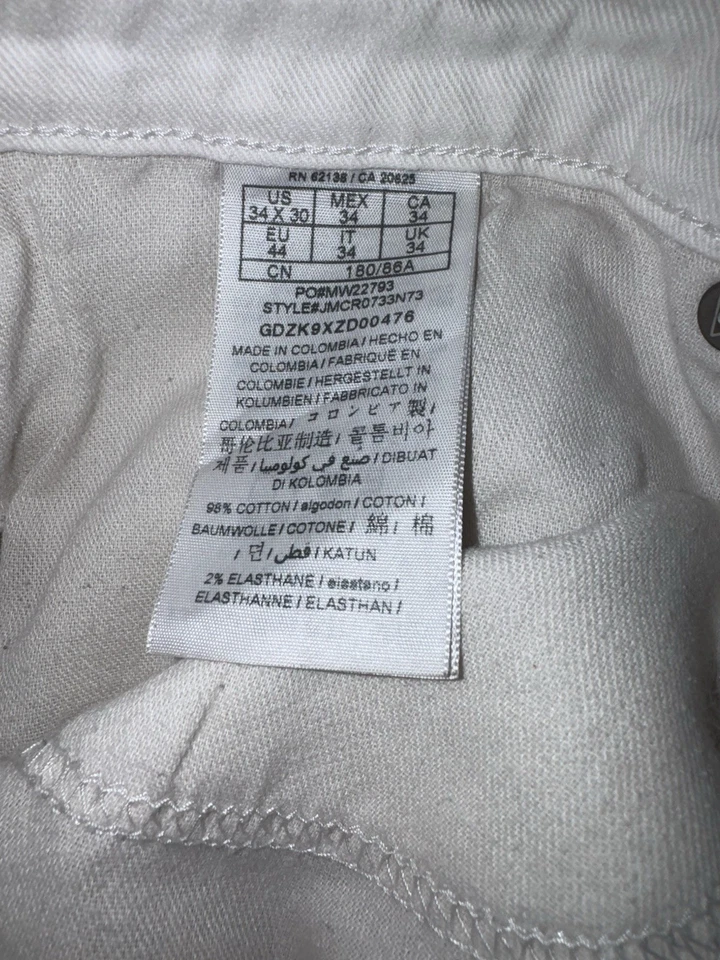 RN 62136 / CA 20625
US MEX CA
34 X 30 34 34
EU IT UK
44 34 34
CN 180/86A
PO#MW22793
STYLE#JMCR0733N73
GDZK9XZD00476
MADE IN COLOMBIA / HECHO EN
COLOMBIA / FABRIQUÉ EN
COLOMBIE / HERGESTELLT IN
KOLUMBIEN / FABBRICATO IN
COLOMBIA / コロンビア 製 /
哥伦比亚制造 / 콜롬비아
제품 / صنع في كولومبيا / DIBUAT
DI KOLOMBIA
98% COTTON / algodon / COTON /
BAUMWOLLE / COTONE / 綿 / 棉
/ 면 / قطن / KATUN
2% ELASTHANE / elastano /
ELASTHANNE / ELASTHAN /